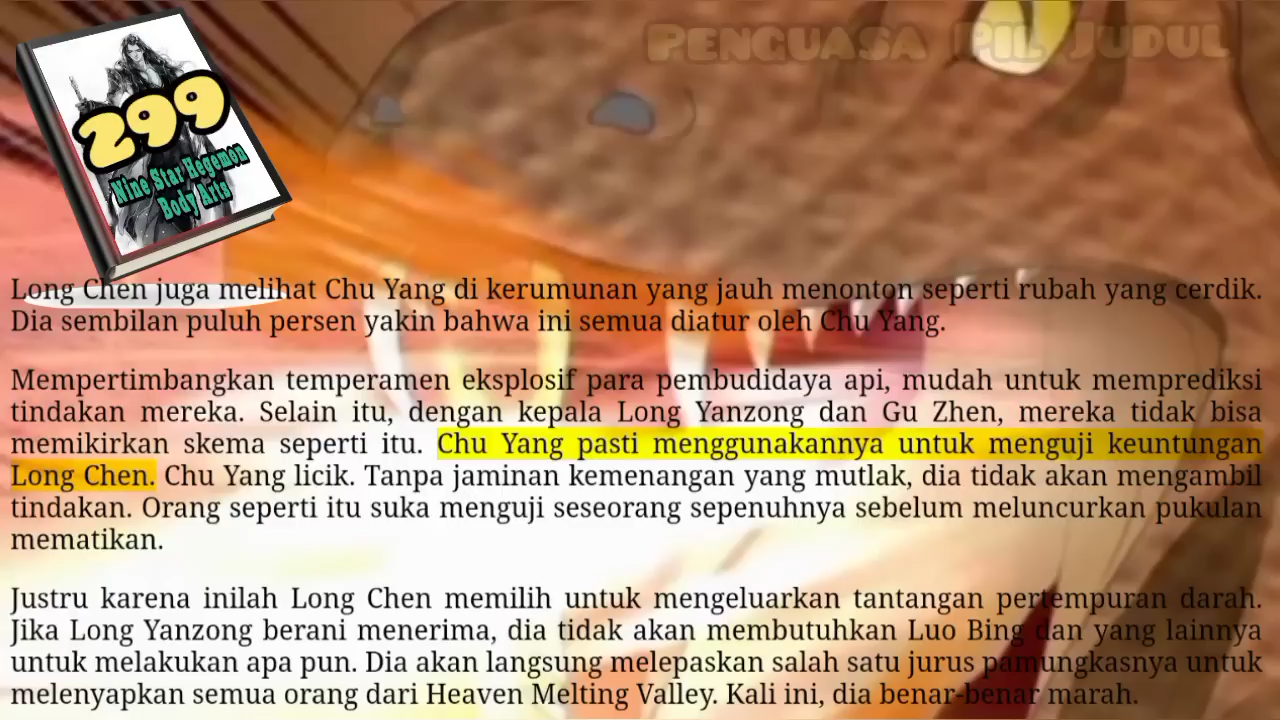 PENGUASA PIL JUDUL
299
Nine Star Hegemon
Body Arts
Long Chen juga melihat Chu Yang di kerumunan yang jauh menonton seperti rubah yang cerdik.
Dia sembilan puluh persen yakin bahwa ini semua diatur oleh Chu Yang.
Mempertimbangkan temperamen eksplosif para pembudidaya api, mudah untuk memprediksi
tindakan mereka. Selain itu, dengan kepala Long Yanzong dan Gu Zhen, mereka tidak bisa
memikirkan skema seperti itu. Chu Yang pasti menggunakannya untuk menguji keuntungan
Long Chen. Chu Yang licik. Tanpa jaminan kemenangan yang mutlak, dia tidak akan mengambil
tindakan. Orang seperti itu suka menguji seseorang sepenuhnya sebelum meluncurkan pukulan
mematikan.
Justru karena inilah Long Chen memilih untuk mengeluarkan tantangan pertempuran darah.
Jika Long Yanzong berani menerima, dia tidak akan membutuhkan Luo Bing dan yang lainnya
untuk melakukan apa pun. Dia akan langsung melepaskan salah satu jurus pamungkasnya untuk
melenyapkan semua orang dari Heaven Melting Valley. Kali ini, dia benar-benar marah.